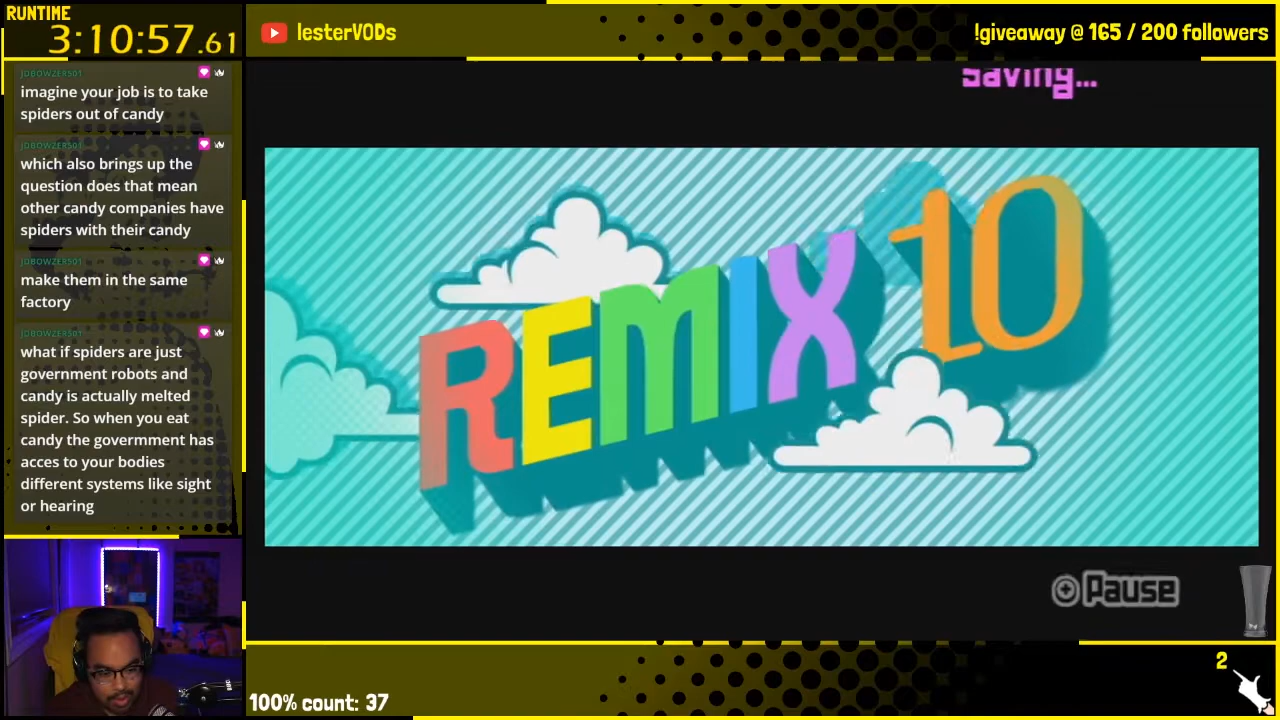 RUNTIME
3:10:57.61
lesterVODs
!giveaway @ 165 / 200 followers
JDBOWZER501
imagine your job is to take
spiders out of candy
JDBOWZER501
which also brings up the
question does that mean
other candy companies have
spiders with their candy
JDBOWZER501
make them in the same
factory
JDBOWZER501
what if spiders are just
government robots and
candy is actually melted
spider. So when you eat
candy the govermment has
acces to your bodies
different systems like sight
or hearing
saving...
REMIX 10
Pause
2
100% count: 37